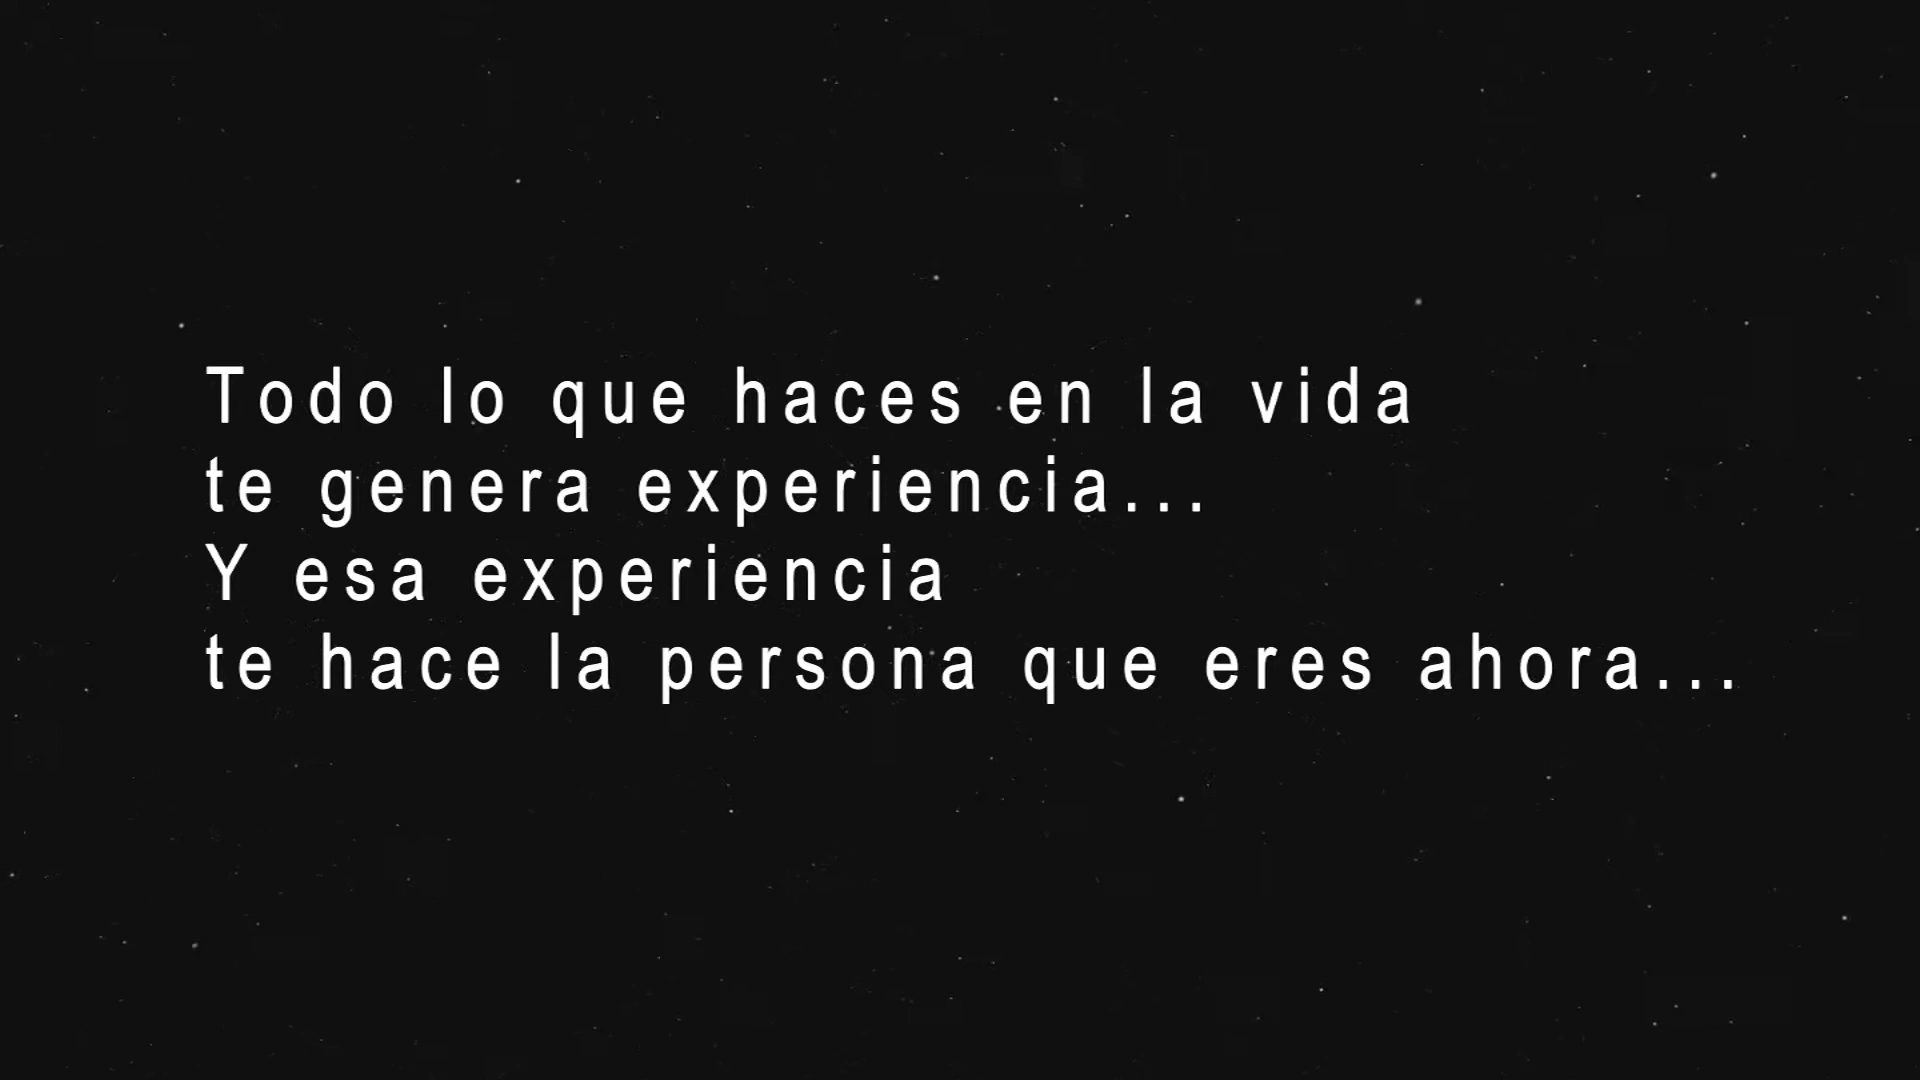 Todo lo que haces en la vida
te genera experiencia...
Y esa experiencia
te hace la persona que eres ahora...